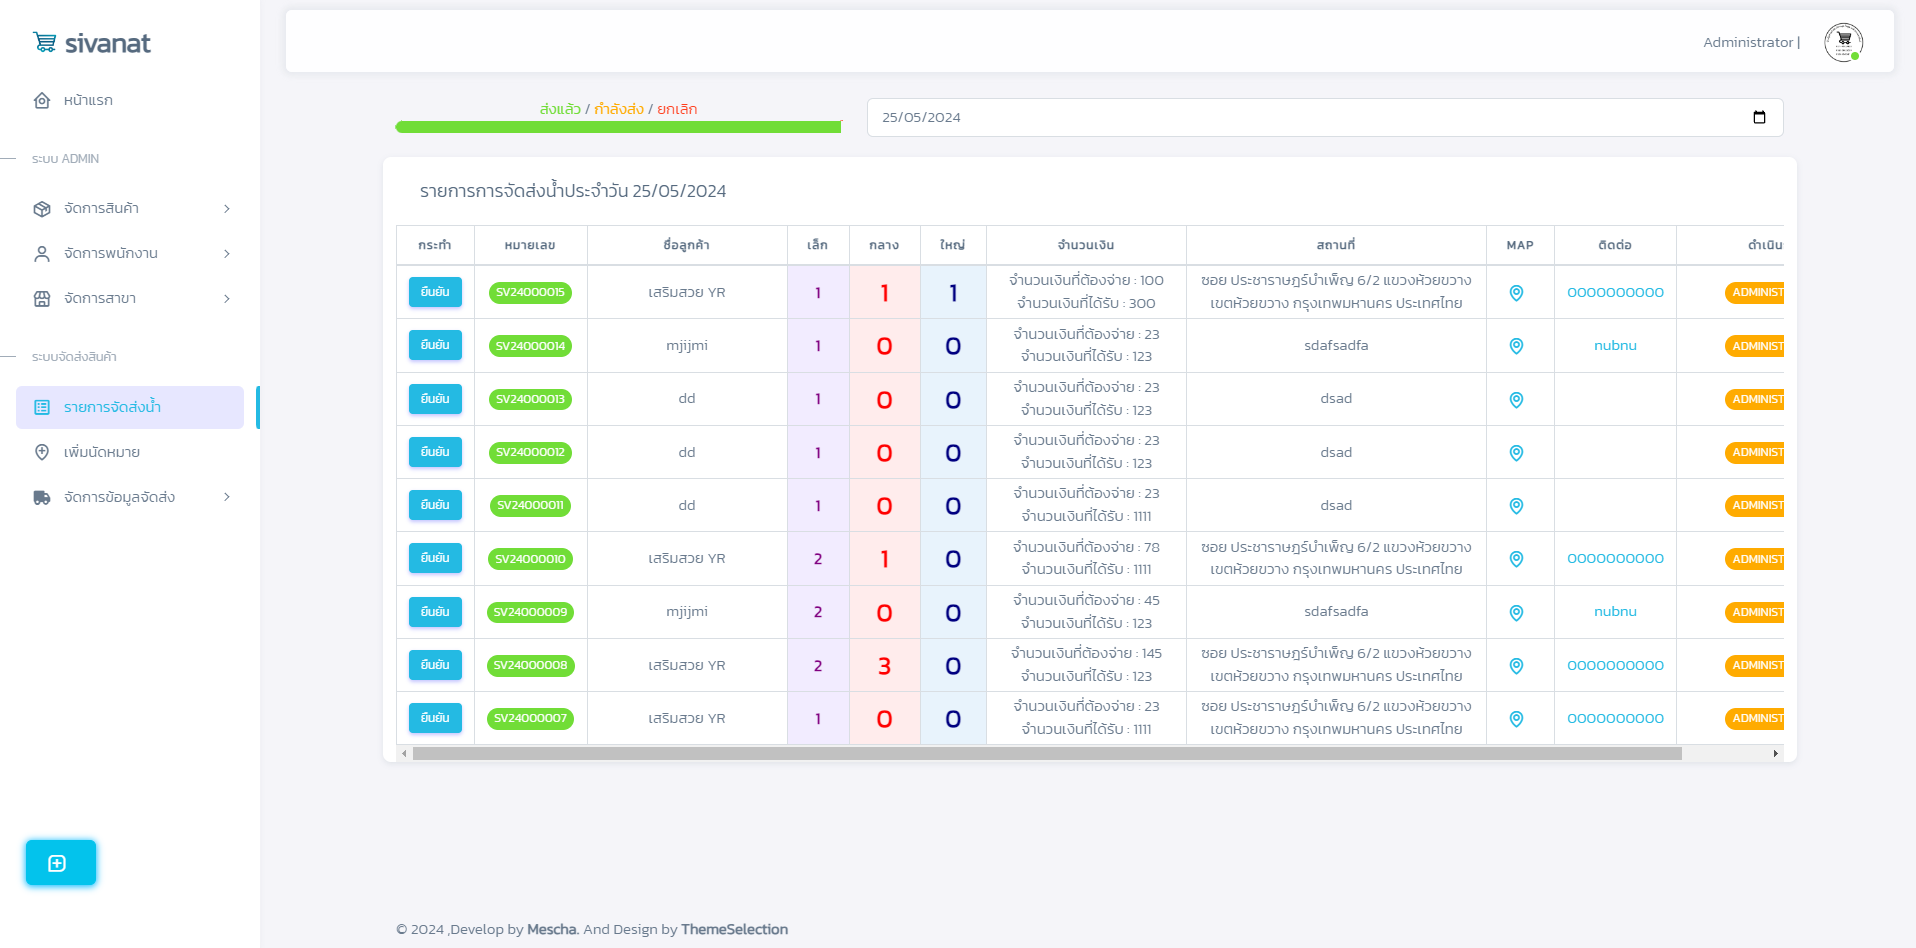 sivanat
Administrator |
หน้าแรก
ระบบ ADMIN
จัดการสินค้า
จัดการพนักงาน
จัดการสาขา
ระบบจัดส่งสินค้า
รายการจัดส่งน้ำ
เพิ่มนัดหมาย
จัดการข้อมูลจัดส่ง
ส่งแล้ว / กำลังส่ง / ยกเลิก
25/05/2024
รายการการจัดส่งน้ำประจำวัน 25/05/2024
กระทำ หมายเลข ชื่อลูกค้า เล็ก กลาง ใหญ่ จำนวนเงิน สถานที่ MAP ติดต่อ ดำเนิน
ยืนยัน SV24000015 เสริมสวย YR 1 1 1 จำนวนเงินที่ต้องจ่าย : 100 ซอย ประชาราษฎร์บำเพ็ญ 6/2 แขวงห้วยขวาง 0000000000 ADMINIST
จำนวนเงินที่ได้รับ : 300 เขตห้วยขวาง กรุงเทพมหานคร ประเทศไทย
ยืนยัน SV24000014 mjijmi 1 0 0 จำนวนเงินที่ต้องจ่าย : 23 sdafsadfa nubnu ADMINIST
จำนวนเงินที่ได้รับ : 123
ยืนยัน SV24000013 dd 1 0 0 จำนวนเงินที่ต้องจ่าย : 23 dsad ADMINIST
จำนวนเงินที่ได้รับ : 123
ยืนยัน SV24000012 dd 1 0 0 จำนวนเงินที่ต้องจ่าย : 23 dsad ADMINIST
จำนวนเงินที่ได้รับ : 123
ยืนยัน SV24000011 dd 1 0 0 จำนวนเงินที่ต้องจ่าย : 23 dsad ADMINIST
จำนวนเงินที่ได้รับ : 1111
ยืนยัน SV24000010 เสริมสวย YR 2 1 0 จำนวนเงินที่ต้องจ่าย : 78 ซอย ประชาราษฎร์บำเพ็ญ 6/2 แขวงห้วยขวาง 0000000000 ADMINIST
จำนวนเงินที่ได้รับ : 1111 เขตห้วยขวาง กรุงเทพมหานคร ประเทศไทย
ยืนยัน SV24000009 mjijmi 2 0 0 จำนวนเงินที่ต้องจ่าย : 45 sdafsadfa nubnu ADMINIST
จำนวนเงินที่ได้รับ : 123
ยืนยัน SV24000008 เสริมสวย YR 2 3 0 จำนวนเงินที่ต้องจ่าย : 145 ซอย ประชาราษฎร์บำเพ็ญ 6/2 แขวงห้วยขวาง 0000000000 ADMINIST
จำนวนเงินที่ได้รับ : 123 เขตห้วยขวาง กรุงเทพมหานคร ประเทศไทย
ยืนยัน SV24000007 เสริมสวย YR 1 0 0 จำนวนเงินที่ต้องจ่าย : 23 ซอย ประชาราษฎร์บำเพ็ญ 6/2 แขวงห้วยขวาง 0000000000 ADMINIST
จำนวนเงินที่ได้รับ : 1111 เขตห้วยขวาง กรุงเทพมหานคร ประเทศไทย
© 2024 ,Develop by Mescha. And Design by ThemeSelection